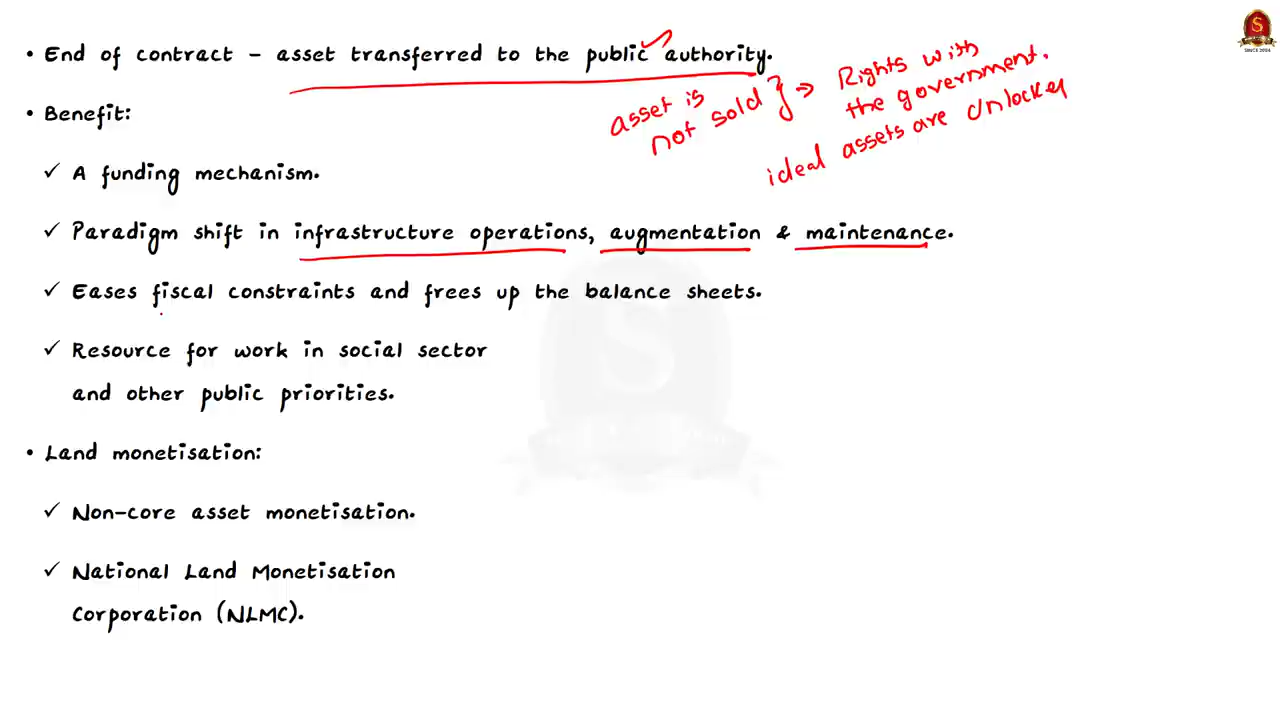 • End of contract – asset transferred to the public authority.
asset is not sold } => Rights with the government.
ideal assets are Unlocked
• Benefit:
✓ A funding mechanism.
✓ Paradigm shift in infrastructure operations, augmentation & maintenance.
✓ Eases fiscal constraints and frees up the balance sheets.
✓ Resource for work in social sector
and other public priorities.
• Land monetisation:
✓ Non-core asset monetisation.
✓ National Land Monetisation
Corporation (NLMC).
S
SINCE 2004